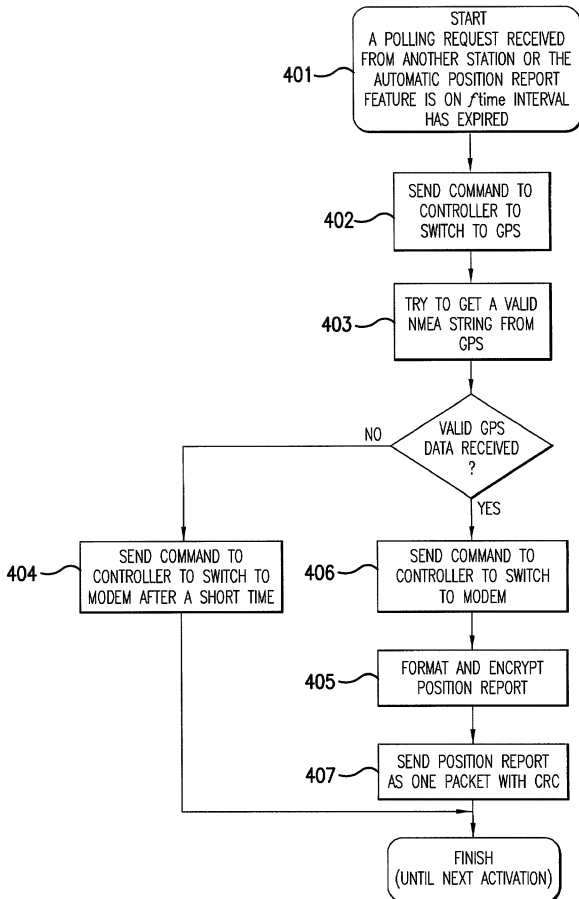 START
A POLLING REQUEST RECEIVED
FROM ANOTHER STATION OR THE
AUTOMATIC POSITION REPORT
FEATURE IS ON ftime INTERVAL
HAS EXPIRED
401
SEND COMMAND TO
CONTROLLER TO
SWITCH TO GPS
402
TRY TO GET A VALID
NMEA STRING FROM
GPS
403
VALID GPS
DATA RECEIVED
?
NO
YES
SEND COMMAND TO
CONTROLLER TO SWITCH TO
MODEM AFTER A SHORT TIME
404
SEND COMMAND TO
CONTROLLER TO SWITCH
TO MODEM
406
FORMAT AND ENCRYPT
POSITION REPORT
405
SEND POSITION REPORT
AS ONE PACKET WITH CRC
407
FINISH
(UNTIL NEXT ACTIVATION)